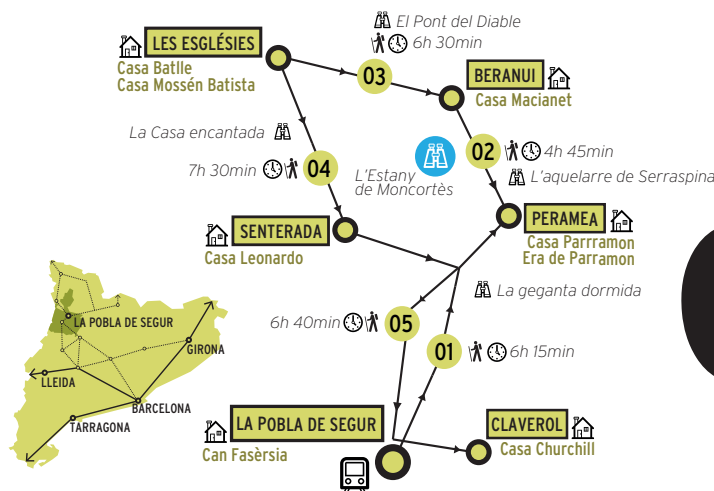 El Pont del Diable
6h 30min
LES ESGLÉSIES
Casa Batlle
Casa Mossén Batista
03
BERANUI
Casa Macianet
La Casa encantada
7h 30min
04
02
4h 45min
L'aquelarre de Serraspina
L'Estany
de Moncortès
SENTERADA
Casa Leonardo
PERAMEA
Casa Parrramon
Era de Parramon
La geganta dormida
6h 40min
05
01
6h 15min
LA POBLA DE SEGUR
Can Fasèrsia
CLAVEROL
Casa Churchill
LA POBLA DE SEGUR
GIRONA
LLEIDA
BARCELONA
TARRAGONA